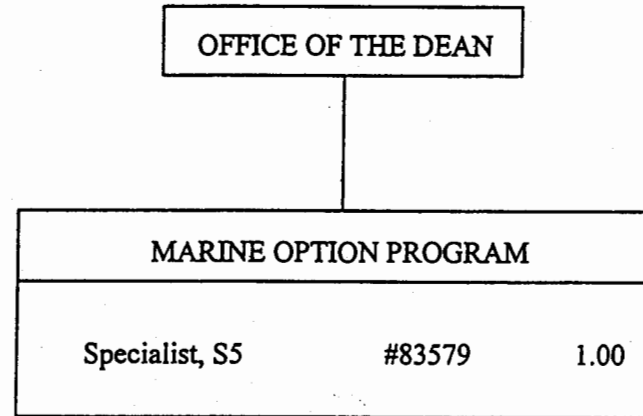 OFFICE OF THE DEAN
MARINE OPTION PROGRAM
Specialist, S5 #83579 1.00